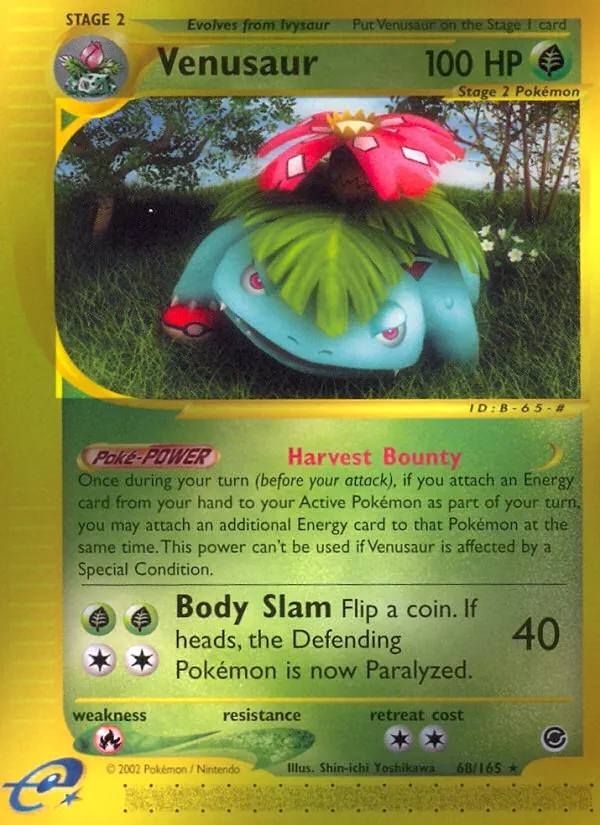 STAGE 2
Evolves from Ivysaur Put Venusaur on the Stage 1 card
Venusaur 100 HP
Stage 2 Pokémon
ID:B-65-#
Poké-POWER Harvest Bounty
Once during your turn (before your attack), if you attach an Energy
card from your hand to your Active Pokémon as part of your turn,
you may attach an additional Energy card to that Pokémon at the
same time. This power can't be used if Venusaur is affected by a
Special Condition.
Body Slam Flip a coin. If
heads, the Defending
Pokémon is now Paralyzed.
40
weakness resistance retreat cost
© 2002 Pokémon / Nintendo Illus. Shin-ichi Yoshikawa 68/165 ★
e